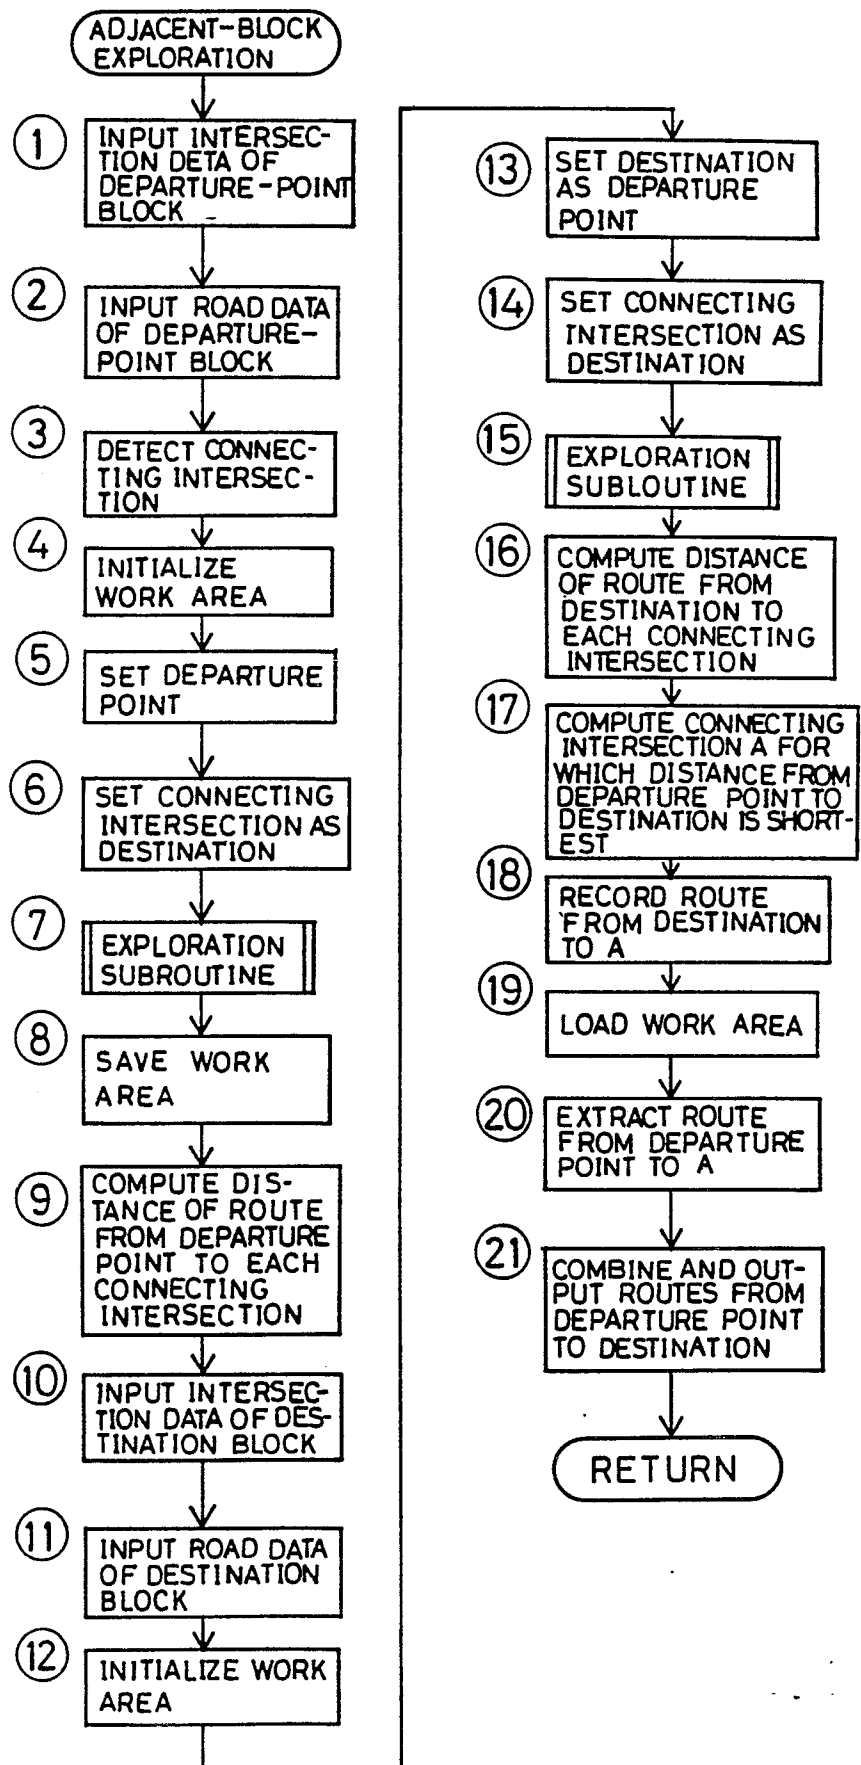 ADJACENT-BLOCK
EXPLORATION
1
INPUT INTERSEC-
TION DETA OF
DEPARTURE-POINT
BLOCK
2
INPUT ROAD DATA
OF DEPARTURE-
POINT BLOCK
3
DETECT CONNEC-
TING INTERSEC-
TION
4
INITIALIZE
WORK AREA
5
SET DEPARTURE
POINT
6
SET CONNECTING
INTERSECTION AS
DESTINATION
7
EXPLORATION
SUBROUTINE
8
SAVE WORK
AREA
9
COMPUTE DIS-
TANCE OF ROUTE
FROM DEPARTURE
POINT TO EACH
CONNECTING
INTERSECTION
10
INPUT INTERSEC-
TION DATA OF DES-
TINATION BLOCK
11
INPUT ROAD DATA
OF DESTINATION
BLOCK
12
INITIALIZE WORK
AREA
13
SET DESTINATION
AS DEPARTURE
POINT
14
SET CONNECTING
INTERSECTION AS
DESTINATION
15
EXPLORATION
SUBLOUTINE
16
COMPUTE DISTANCE
OF ROUTE FROM
DESTINATION TO
EACH CONNECTING
INTERSECTION
17
COMPUTE CONNECTING
INTERSECTION A FOR
WHICH DISTANCE FROM
DEPARTURE POINT TO
DESTINATION IS SHORT-
EST
18
RECORD ROUTE
FROM DESTINATION
TO A
19
LOAD WORK AREA
20
EXTRACT ROUTE
FROM DEPARTURE
POINT TO A
21
COMBINE AND OUT-
PUT ROUTES FROM
DEPARTURE POINT
TO DESTINATION
RETURN